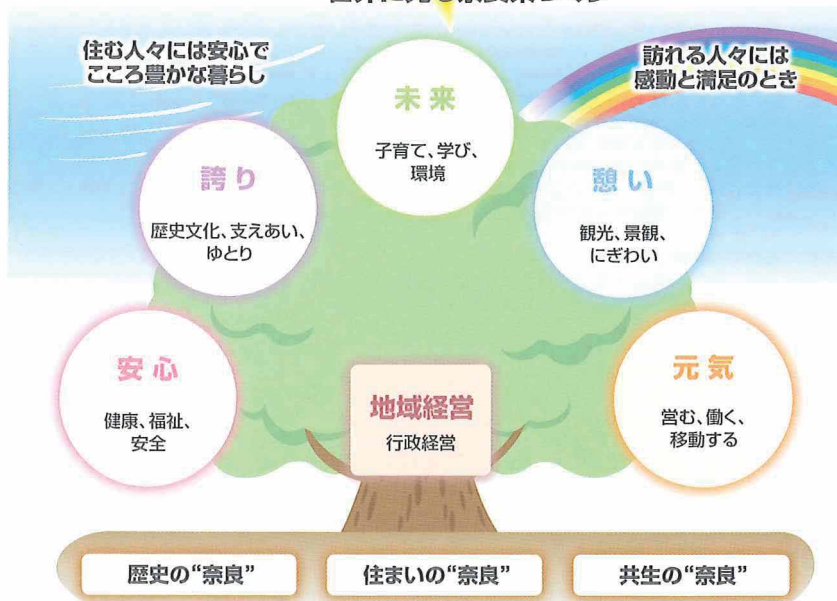 住む人々には安心で
こころ豊かな暮らし
訪れる人々には
感動と満足のとき
未来
子育て、学び、
環境
誇り
歴史文化、支えあい、
ゆとり
憩い
観光、景観、
にぎわい
安心
健康、福祉、
安全
地域経営
行政経営
元気
営む、働く、
移動する
歴史の“奈良”
住まいの“奈良”
共生の“奈良”